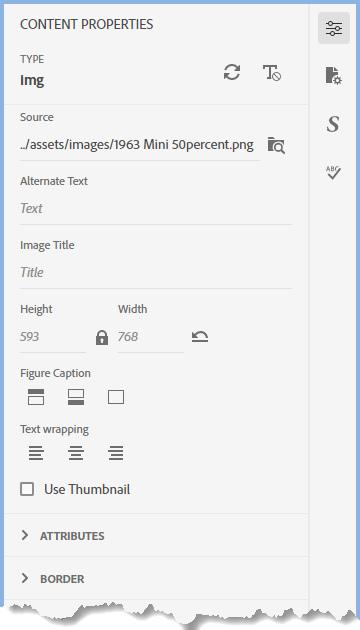 CONTENT PROPERTIES
TYPE
Img
Source
../assets/images/1963 Mini 50percent.png
Alternate Text
Text
Image Title
Title
Height Width
593 768
Figure Caption
Text wrapping
Use Thumbnail
ATTRIBUTES
BORDER
S
ABC